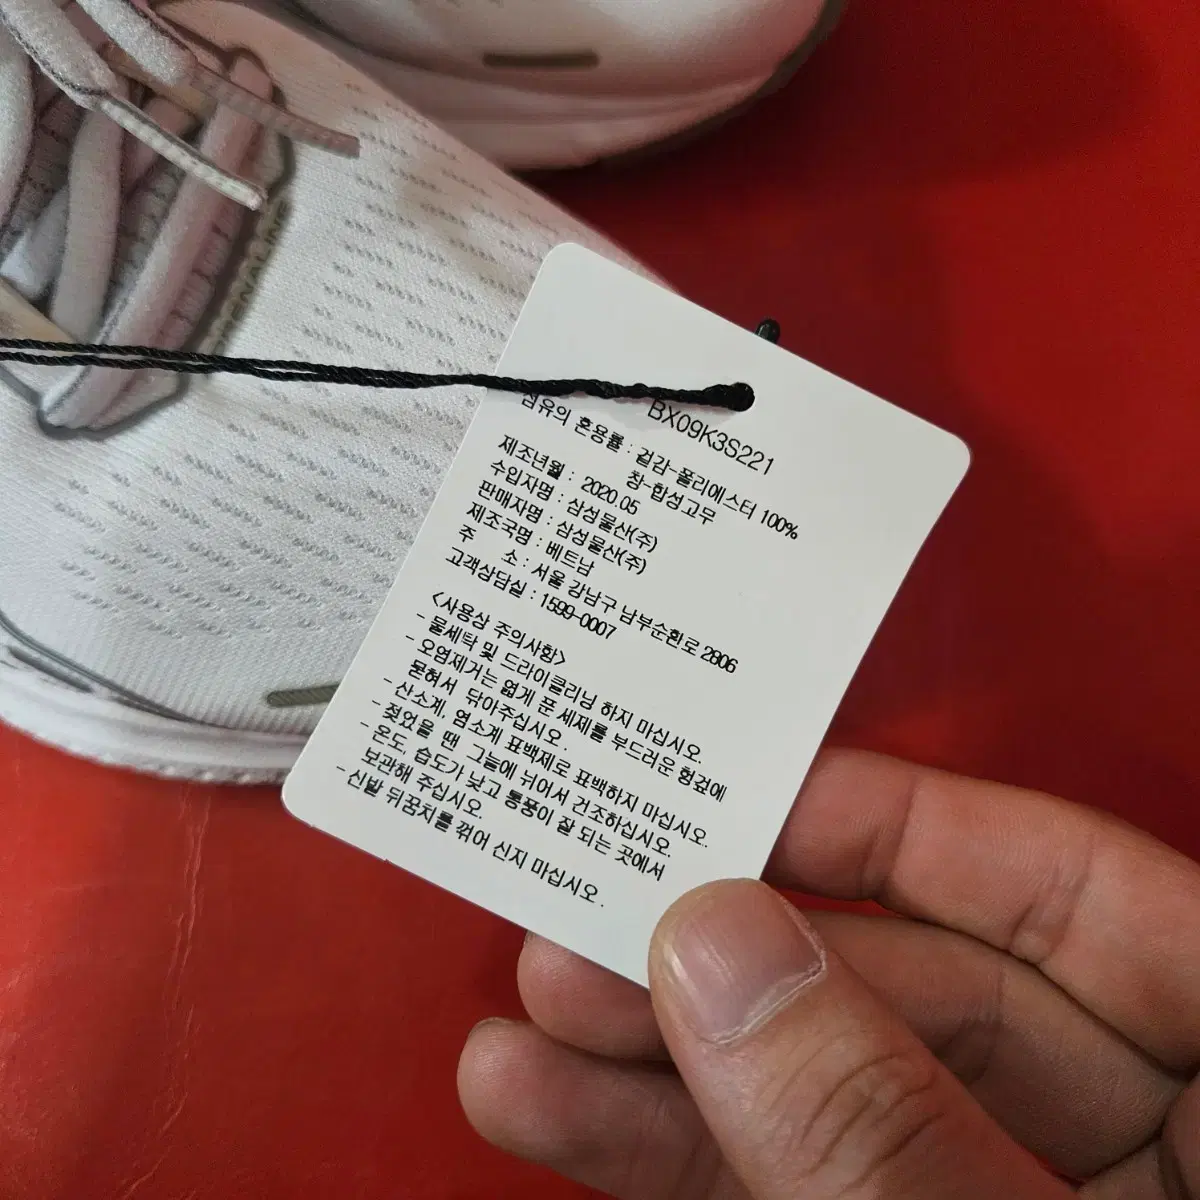 BX09K3S221
섬유의 혼용률 : 겉감-폴리에스터 100%
창-합성고무
제조년월 : 2020.05
수입자명 : 삼성물산(주)
판매자명 : 삼성물산(주)
제조국명 : 베트남
주 소 : 서울 강남구 남부순환로 2806
고객상담실 : 1599-0007
<사용상 주의사항>
- 물세탁 및 드라이클리닝 하지 마십시오.
- 오염제거는 엷게 푼 세제를 부드러운 헝겊에
묻혀서 닦아주십시오.
- 산소계, 염소계 표백제로 표백하지 마십시오.
- 젖었을 땐 그늘에 뉘어서 건조하십시오.
- 온도, 습도가 낮고 통풍이 잘 되는 곳에서
보관해 주십시오.
- 신발 뒤꿈치를 꺾어 신지 마십시오.